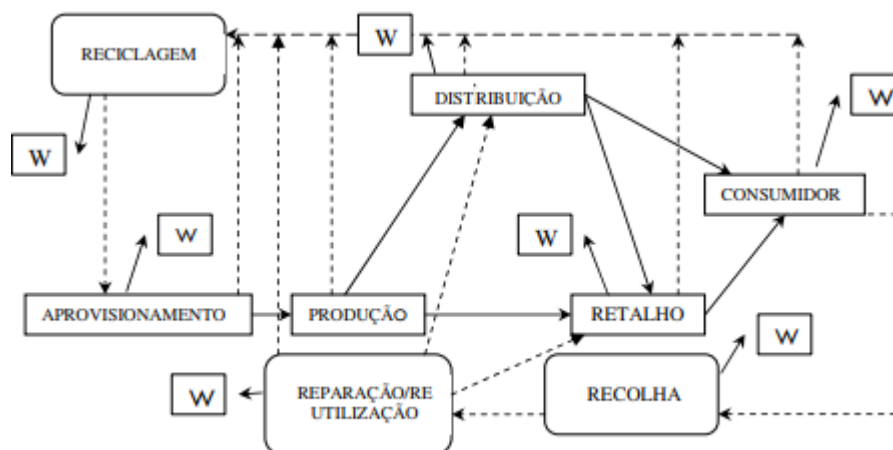 W
RECICLAGEM
DISTRIBUIÇÃO
W
W
CONSUMIDOR
W
W
APROVISIONAMENTO
PRODUÇÃO
RETALHO
W
W
REPARAÇÃO/RE
UTILIZAÇÃO
RECOLHA